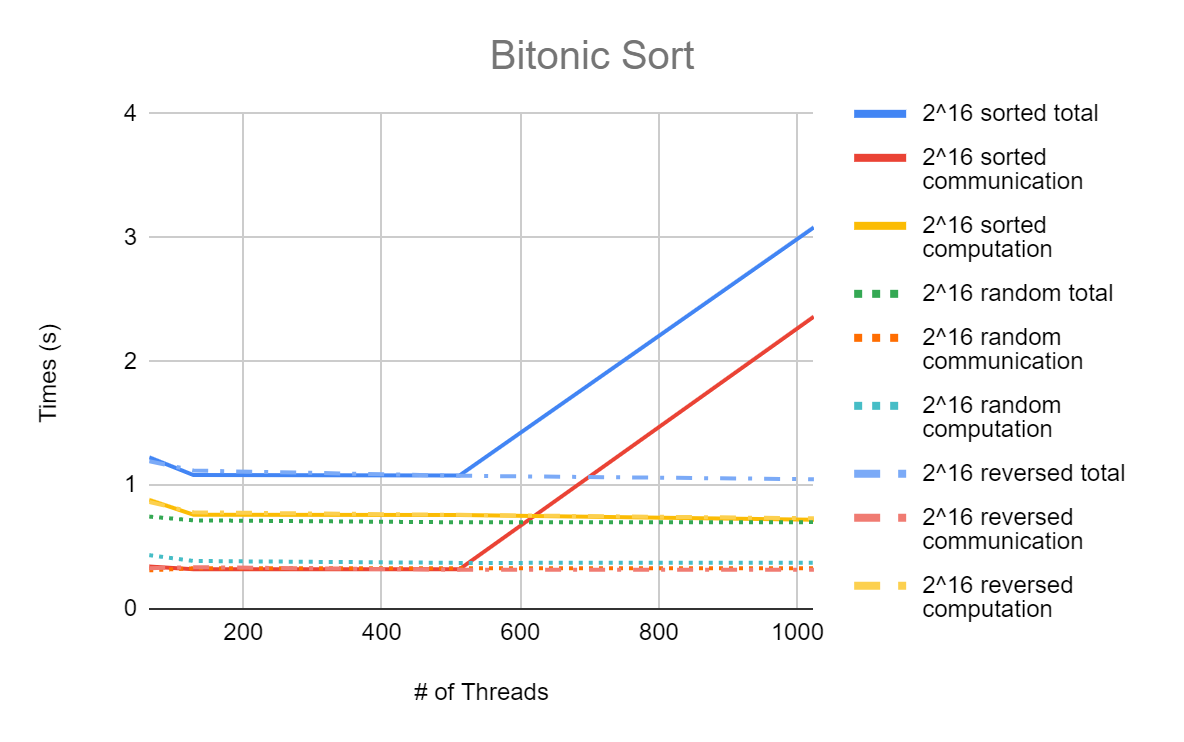 Bitonic Sort
4
3
2
1
0
Times (s)
200
400
600
800
1000
# of Threads
2^16 sorted total
2^16 sorted
communication
2^16 sorted
computation
2^16 random total
2^16 random
communication
2^16 random
computation
2^16 reversed total
2^16 reversed
communication
2^16 reversed
computation